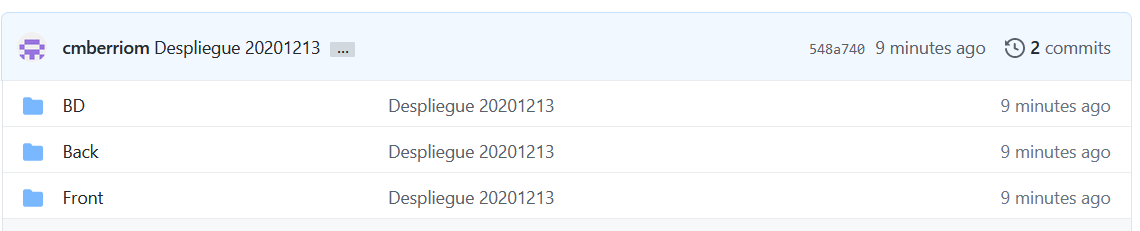 cmberriom Despliegue 20201213 ... 548a740 9 minutes ago 2 commits
BD Despliegue 20201213 9 minutes ago
Back Despliegue 20201213 9 minutes ago
Front Despliegue 20201213 9 minutes ago